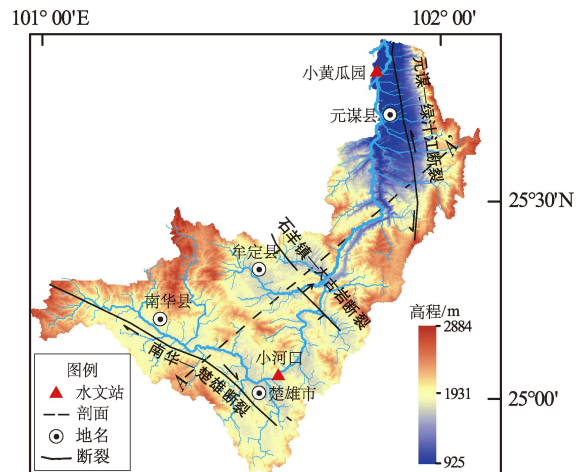 101° 00'E
102° 00'
小黄瓜园
元谋县
元谋—绿汁江断裂
A'
25°30'N
石羊镇—大古岩断裂
牟定县
南华县
高程/m
2884
1931
925
小河口
楚雄市
南华—楚雄断裂
A
25°00'
图例
水文站
剖面
地名
断裂